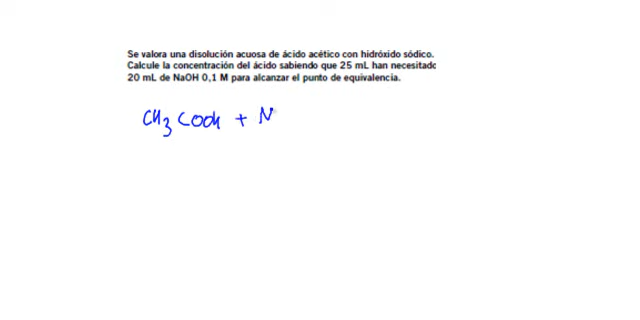 Se valora una disolución acuosa de ácido acético con hidróxido sódico.
Calcule la concentración del ácido sabiendo que 25 mL han necesitado
20 mL de NaOH 0,1 M para alcanzar el punto de equivalencia.
CH₃COOH + N